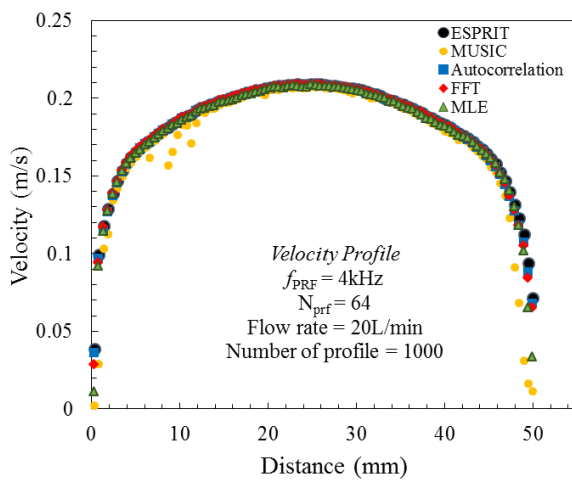 0.25
ESPRIT
MUSIC
Autocorrelation
FFT
MLE
0.2
0.15
0.1
0.05
0
Velocity (m/s)
Velocity Profile
fPRF = 4kHz
Nprf = 64
Flow rate = 20L/min
Number of profile = 1000
0 10 20 30 40 50
Distance (mm)